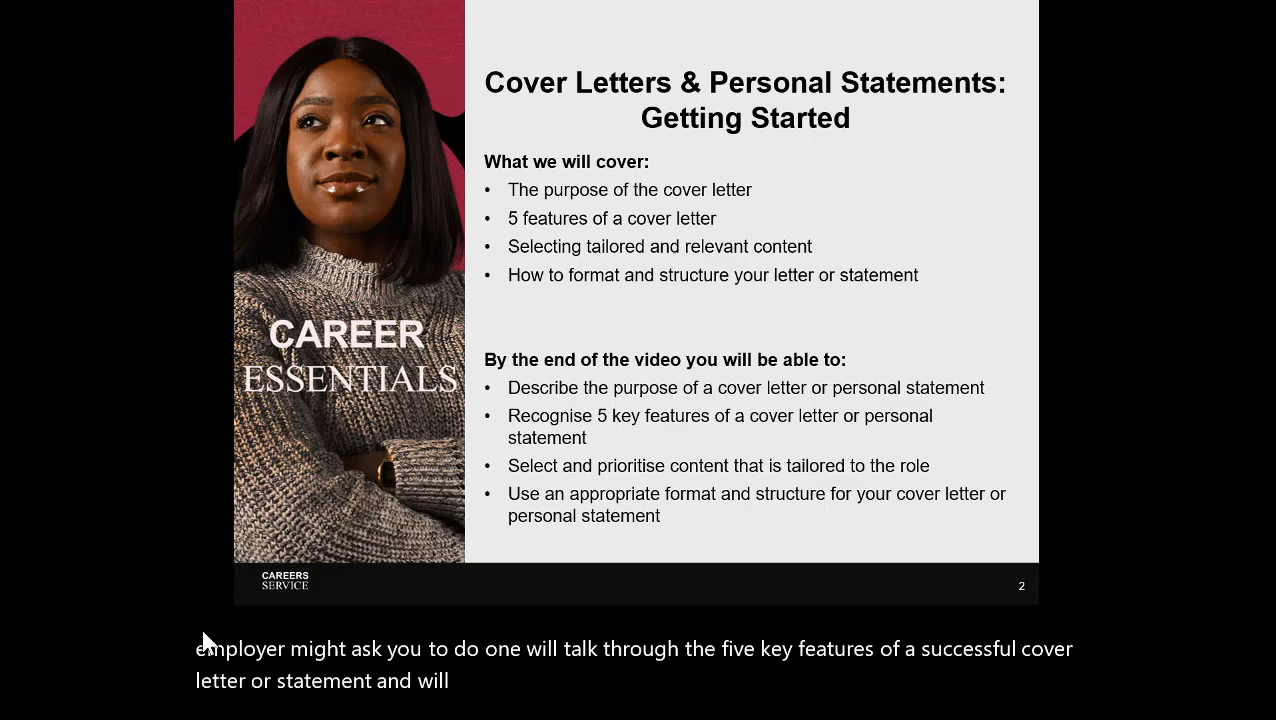 Cover Letters & Personal Statements:
Getting Started
What we will cover:
• The purpose of the cover letter
• 5 features of a cover letter
• Selecting tailored and relevant content
• How to format and structure your letter or statement
By the end of the video you will be able to:
• Describe the purpose of a cover letter or personal statement
• Recognise 5 key features of a cover letter or personal
statement
• Select and prioritise content that is tailored to the role
• Use an appropriate format and structure for your cover letter or
personal statement
CAREER
ESSENTIALS
CAREERS
SERVICE
2
employer might ask you to do one will talk through the five key features of a successful cover
letter or statement and will